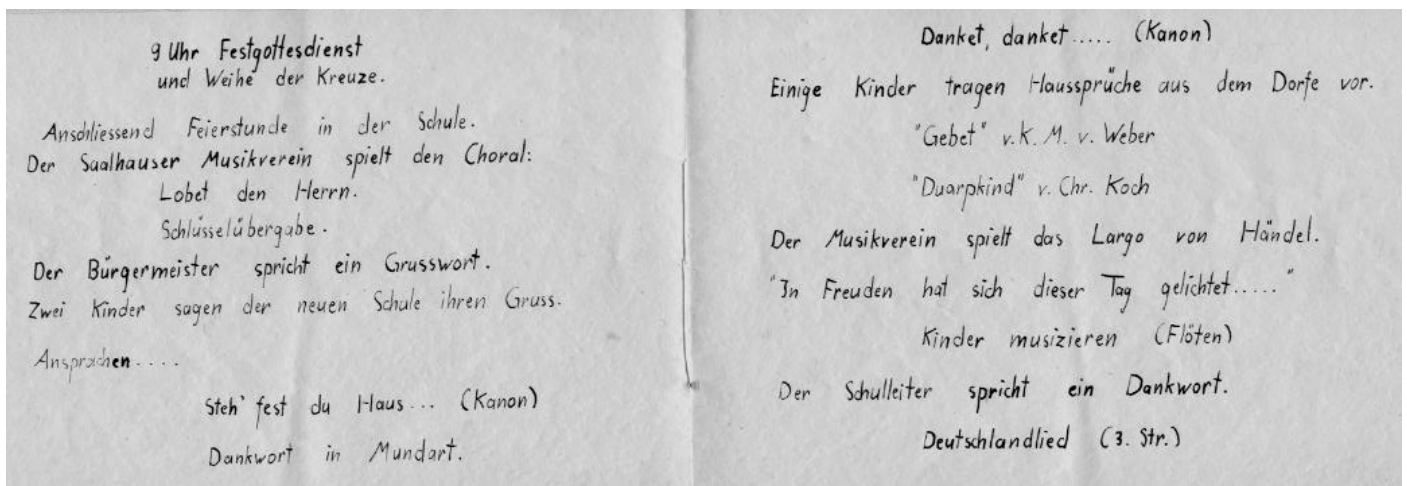 9 Uhr Festgottesdienst
und Weihe der Kreuze.
Anschliessend Feierstunde in der Schule.
Der Saalhauser Musikverein spielt den Choral:
Lobet den Herrn.
Schlüsselübergabe.
Der Bürgermeister spricht ein Grusswort.
Zwei Kinder sagen der neuen Schule ihren Gruss.
Ansprachen....
Steh' fest du Haus... (Kanon)
Dankwort in Mundart.
Danket, danket..... (Kanon)
Einige Kinder tragen Haussprüche aus dem Dorfe vor.
"Gebet" v. K. M. v. Weber
"Duarpkind" v. Chr. Koch
Der Musikverein spielt das Largo von Händel.
"In Freuden hat sich dieser Tag gelichtet....."
Kinder musizieren (Flöten)
Der Schulleiter spricht ein Dankwort.
Deutschlandlied (3. Str.)